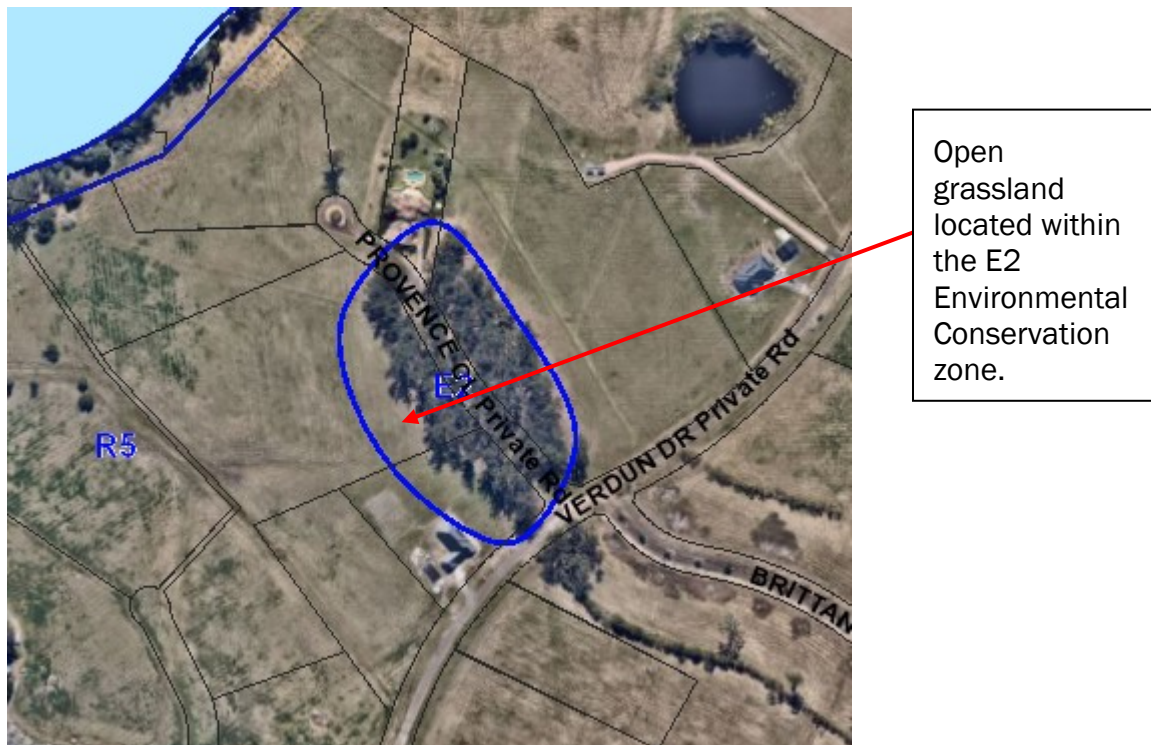 Open
grassland
located within
the E2
Environmental
Conservation
zone.
PROVENCE CT Private Rd
E2
R5
VERDUN DR Private Rd
BRITTAN